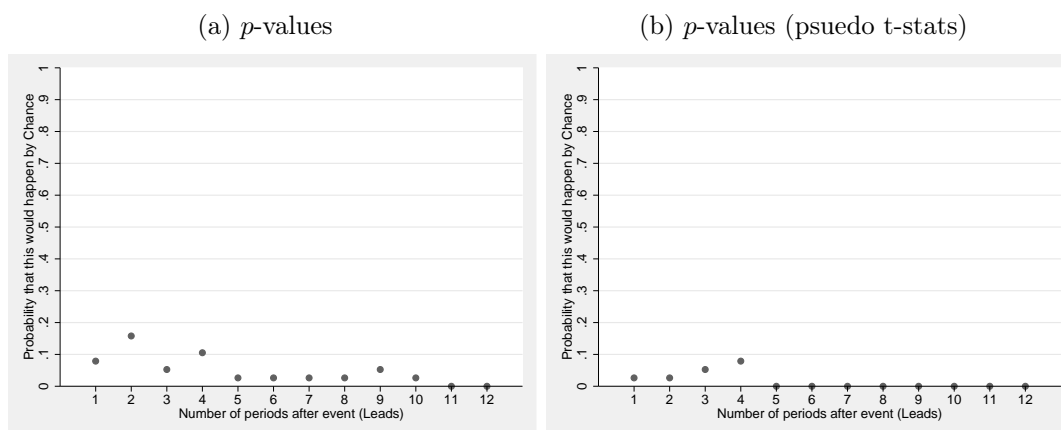 (a) p-values
Probability that this would happen by Chance
1
.9
.8
.7
.6
.5
.4
.3
.2
.1
0
1 2 3 4 5 6 7 8 9 10 11 12
Number of periods after event (Leads)
(b) p-values (psuedo t-stats)
Probability that this would happen by Chance
1
.9
.8
.7
.6
.5
.4
.3
.2
.1
0
1 2 3 4 5 6 7 8 9 10 11 12
Number of periods after event (Leads)